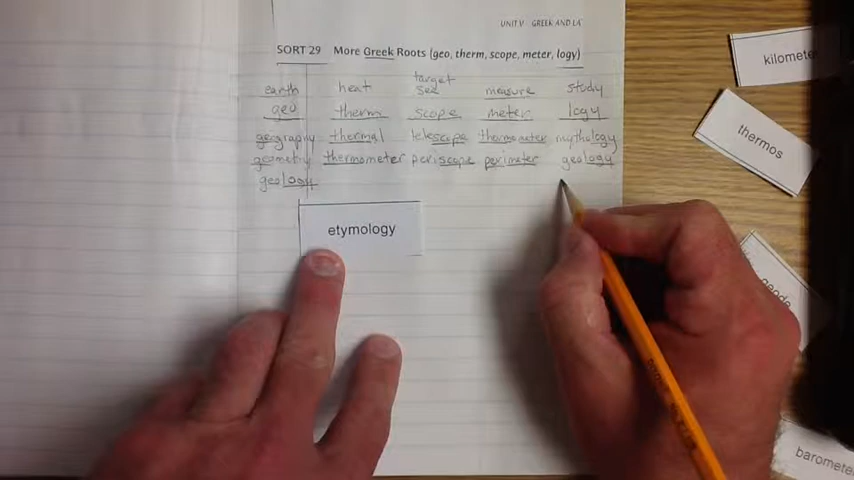 UNIT V GREEK AND LA
SORT 29 More Greek Roots (geo, therm, scope, meter, logy)
earth heat target see measure study
geo therm scope meter logy
geography thermal telescope thermometer mythology
geometry thermometer periscope perimeter geology
geology
etymology
kilomete
thermos
geode
baromete